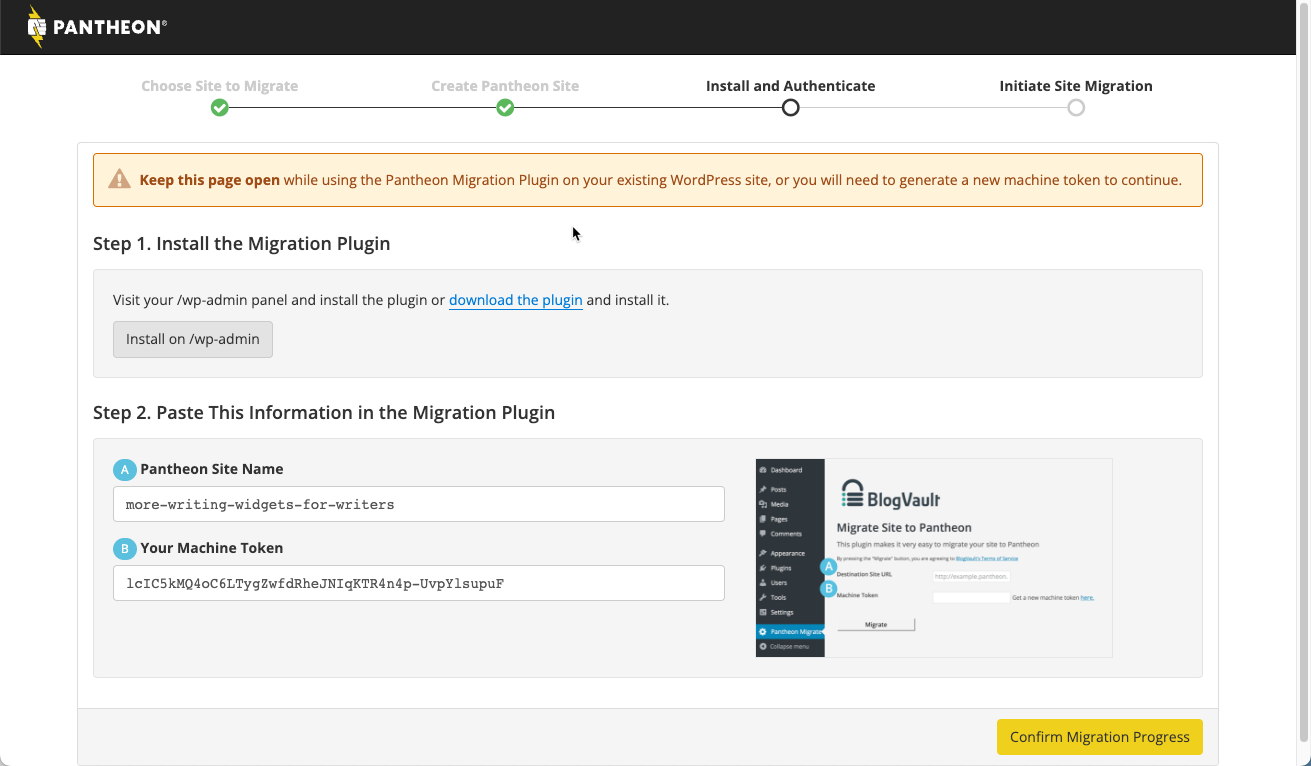 PANTHEON®
Choose Site to Migrate
Create Pantheon Site
Install and Authenticate
Initiate Site Migration
Keep this page open while using the Pantheon Migration Plugin on your existing WordPress site, or you will need to generate a new machine token to continue.
Step 1. Install the Migration Plugin
Visit your /wp-admin panel and install the plugin or download the plugin and install it.
Install on /wp-admin
Step 2. Paste This Information in the Migration Plugin
A Pantheon Site Name
more-writing-widgets-for-writers
B Your Machine Token
lcIC5kMQ4oC6LTygZwfdRheJNIqKTR4n4p-UvpYlsupuF
Dashboard
Posts
Media
Pages
Comments
Appearance
Plugins
Users
Tools
Settings
Pantheon Migrate
Collapse menu
BlogVault
Migrate Site to Pantheon
This plugin makes it very easy to migrate your site to Pantheon
By pressing the "Migrate" button, you are agreeing to BlogVault's Terms of Service
A Destination Site URL
http://example.pantheon.
B Machine Token
Get a new machine token here.
Migrate
Confirm Migration Progress